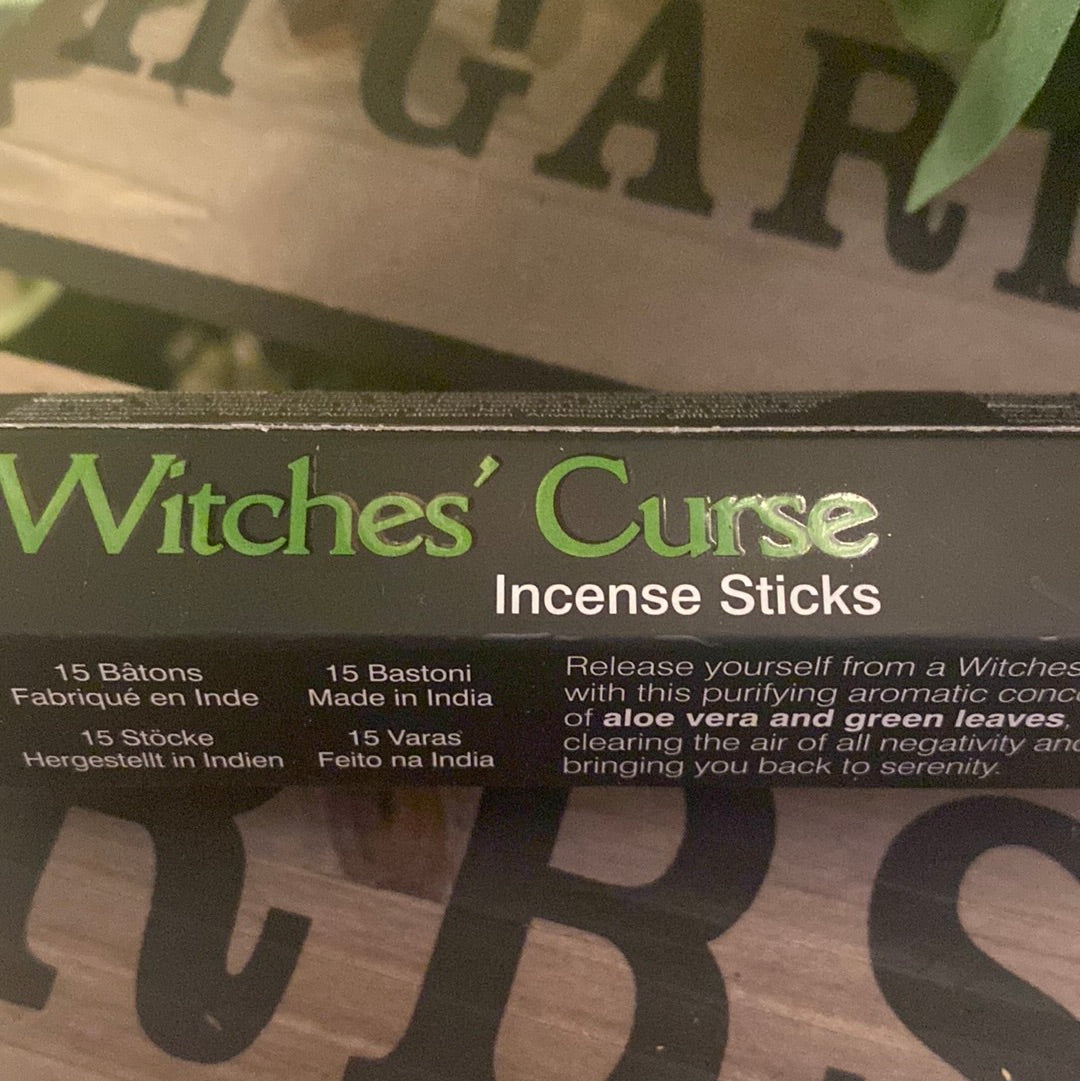 GAR
Witches' Curse
Incense Sticks
15 Bâtons
Fabriqué en Inde
15 Bastoni
Made in India
15 Stöcke
Hergestellt in Indien
15 Varas
Feito na India
Release yourself from a Witches
with this purifying aromatic
of aloe vera and green leaves,
clearing the air of all negativity
bringing you back to serenity.
RBS